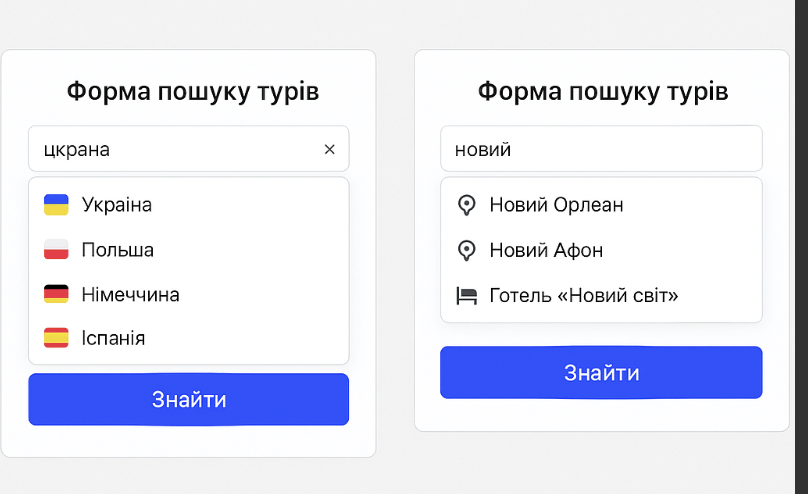 Форма пошуку турів
цкрана
Україна
Польша
Німеччина
Іспанія
Знайти
Форма пошуку турів
новий
Новий Орлеан
Новий Афон
Готель «Новий світ»
Знайти